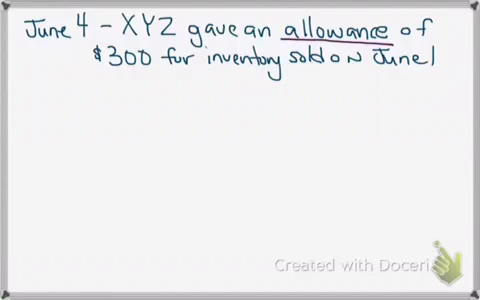 June 4 - XYZ gave an allowance of
$300 for inventory sold on June 1
Created with Doceri